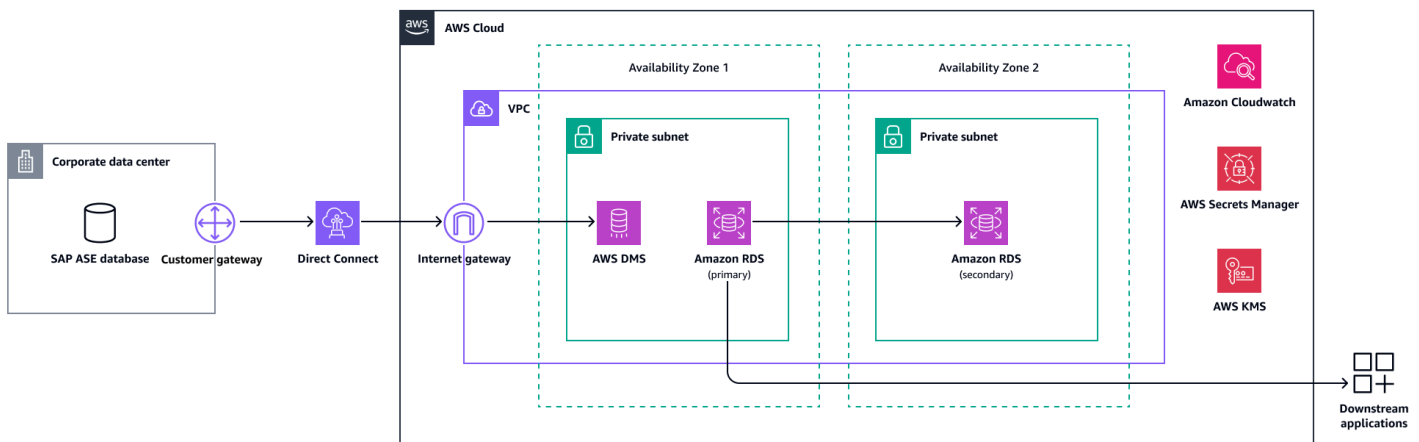 aws
AWS Cloud
Availability Zone 1
Availability Zone 2
Amazon Cloudwatch
VPC
Private subnet
Private subnet
Corporate data center
AWS Secrets Manager
SAP ASE database
Customer gateway
Direct Connect
Internet gateway
AWS DMS
Amazon RDS
(primary)
Amazon RDS
(secondary)
AWS KMS
Downstream
applications